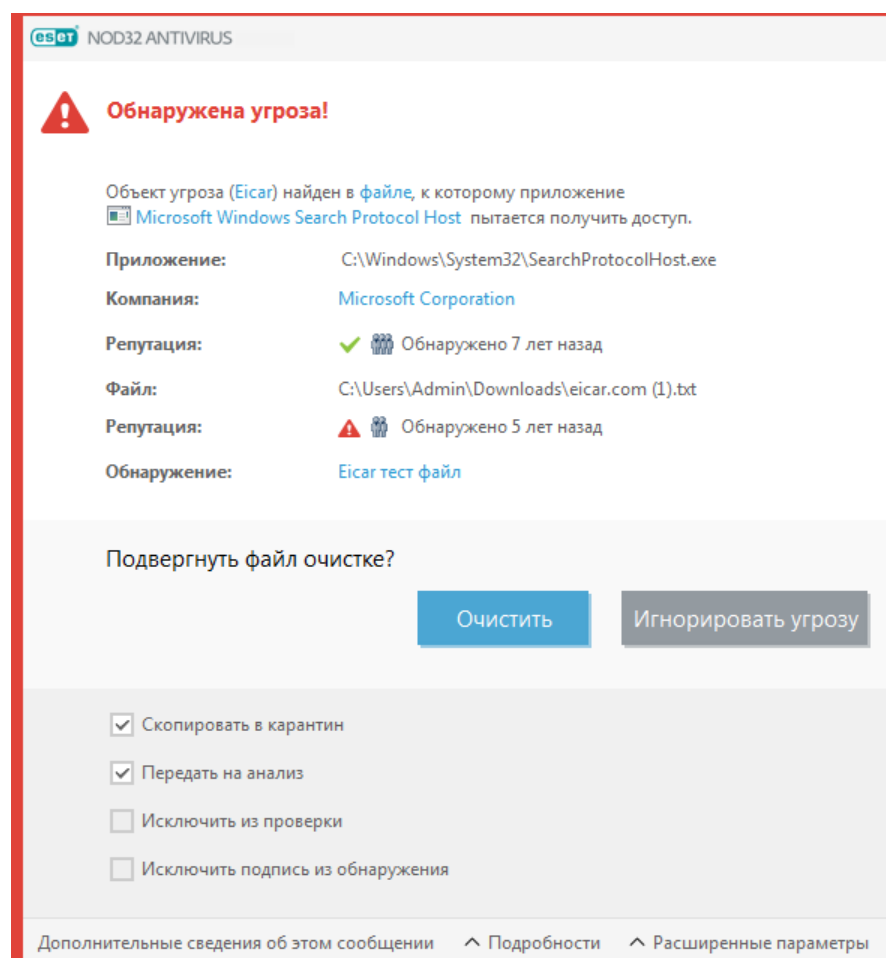 eset NOD32 ANTIVIRUS
Обнаружена угроза!
Объект угроза (Eicar) найден в файле, к которому приложение
Microsoft Windows Search Protocol Host пытается получить доступ.
Приложение: C:\Windows\System32\SearchProtocolHost.exe
Компания: Microsoft Corporation
Репутация: Обнаружено 7 лет назад
Файл: C:\Users\Admin\Downloads\eicar.com (1).txt
Репутация: Обнаружено 5 лет назад
Обнаружение: Eicar тест файл
Подвергнуть файл очистке?
Очистить Игнорировать угрозу
Скопировать в карантин
Передать на анализ
Исключить из проверки
Исключить подпись из обнаружения
Дополнительные сведения об этом сообщении Подробности Расширенные параметры